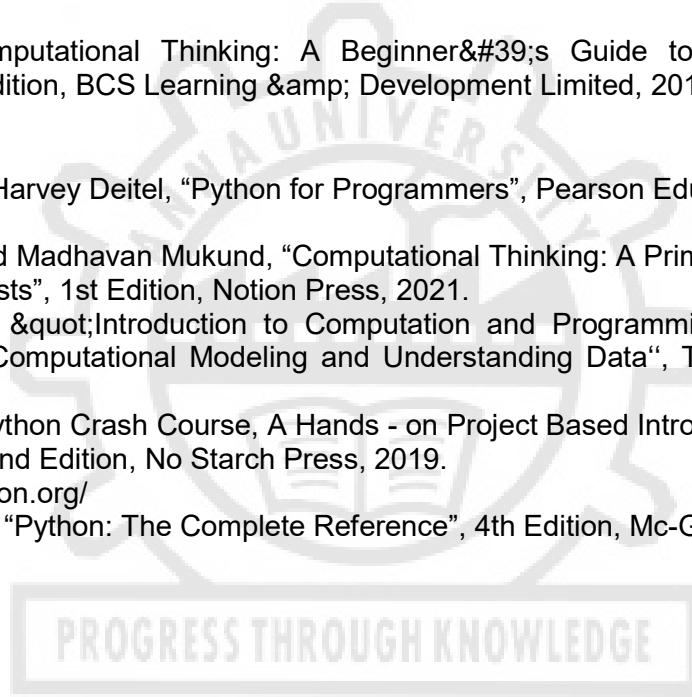 mputational Thinking: A Beginner&#39;s Guide to
dition, BCS Learning &amp; Development Limited, 201
Harvey Deitel, “Python for Programmers”, Pearson Edu
d Madhavan Mukund, “Computational Thinking: A Prin
sts”, 1st Edition, Notion Press, 2021.
&quot;Introduction to Computation and Programmi
Computational Modeling and Understanding Data‘‘, T
ython Crash Course, A Hands - on Project Based Intro
nd Edition, No Starch Press, 2019.
on.org/
“Python: The Complete Reference”, 4th Edition, Mc-G
ANNA UNIVERSITY
PROGRESS THROUGH KNOWLEDGE